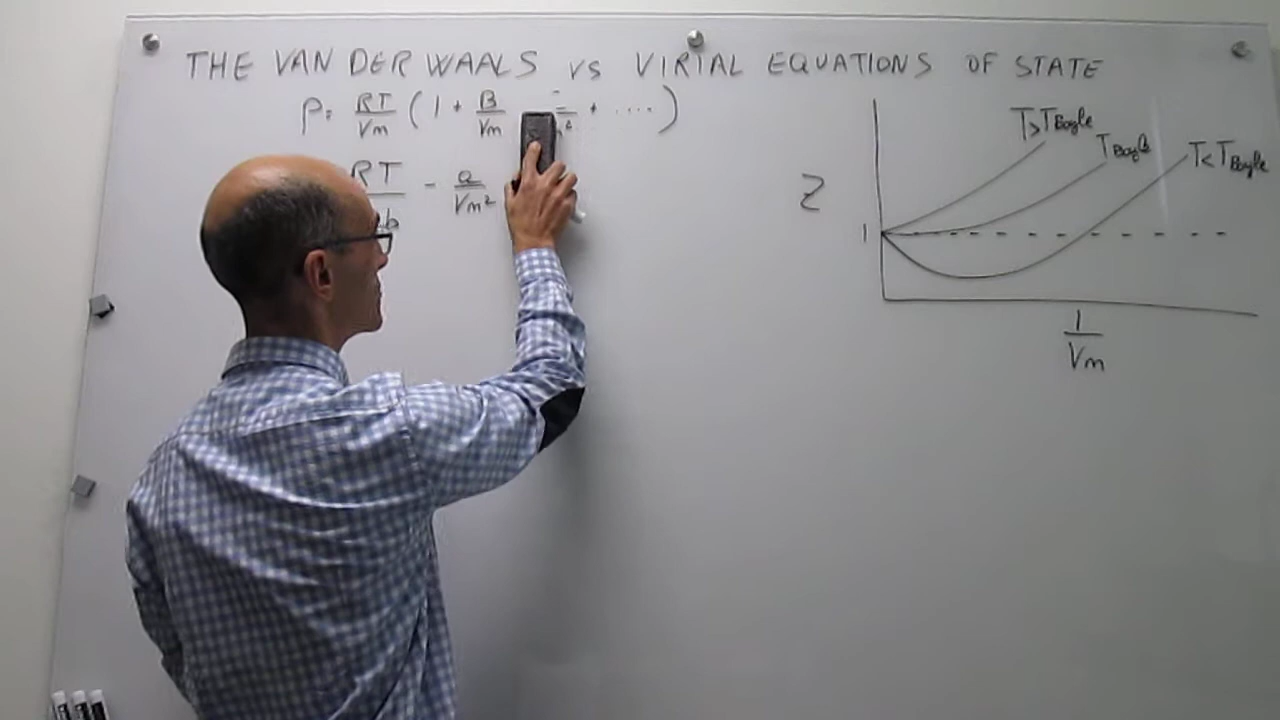 THE VAN DER WAALS vs VIRIAL EQUATIONS OF STATE
P = RT/Vm ( 1 + B/Vm + .... )
RT/ b - a/Vm²
T>TBoyle
TBoyle
T<TBoyle
Z
1
1/Vm